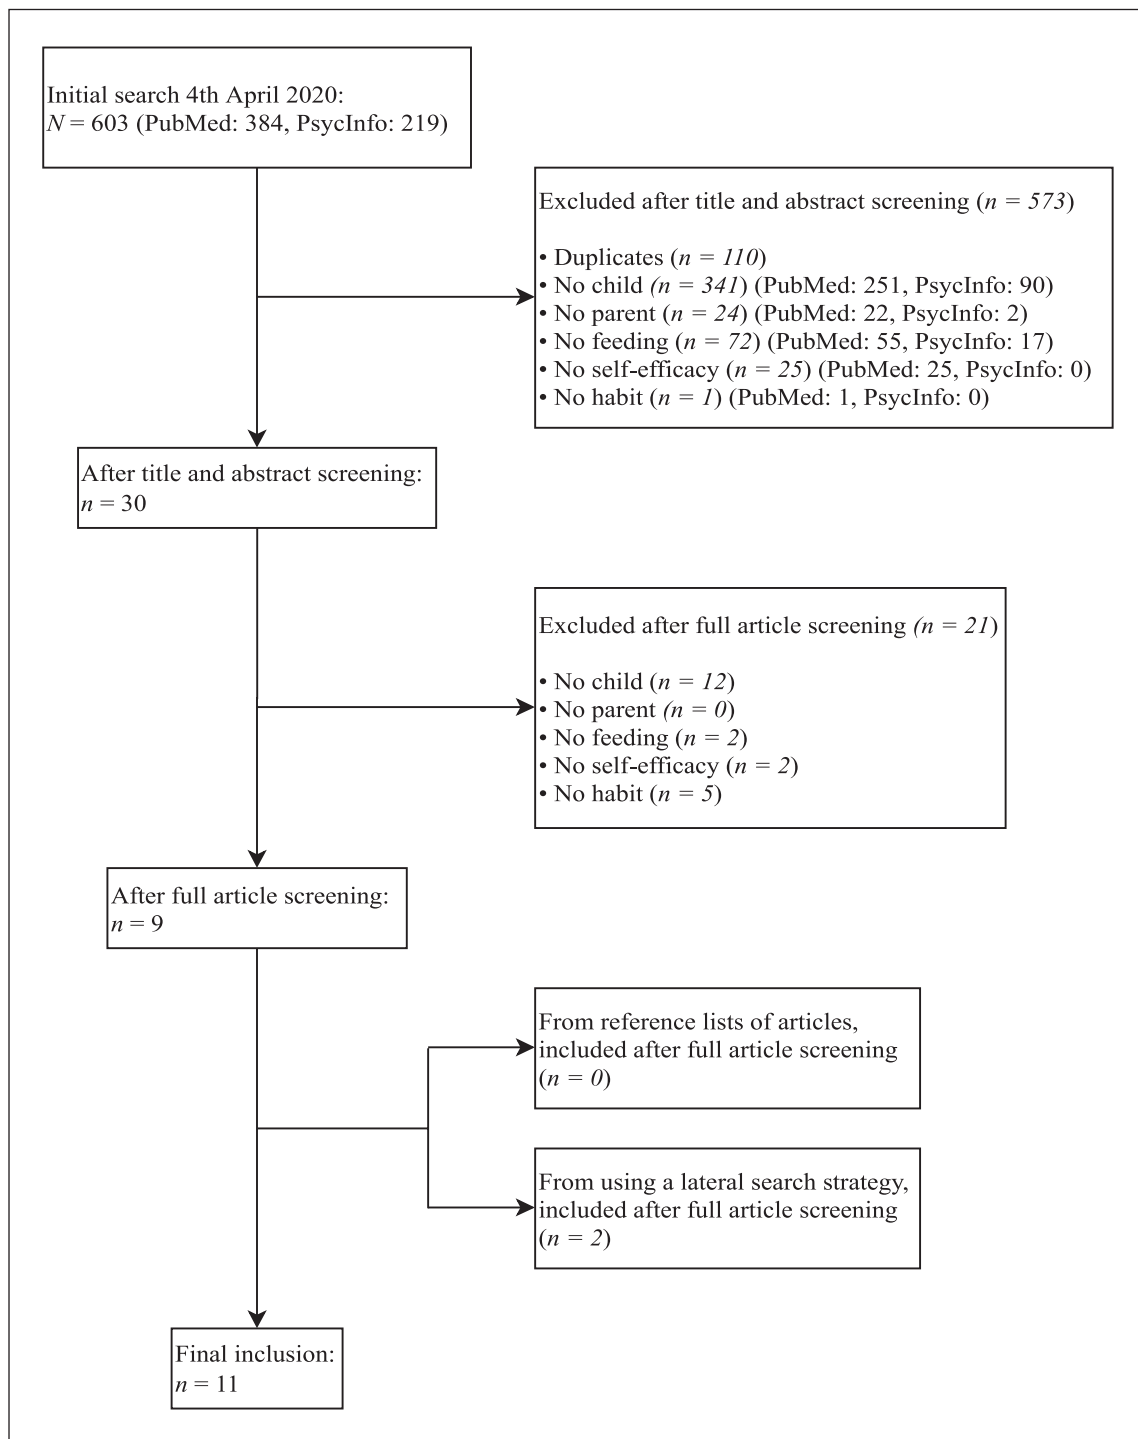 Initial search 4th April 2020:
N = 603 (PubMed: 384, PsycInfo: 219)
Excluded after title and abstract screening (n = 573)
• Duplicates (n = 110)
• No child (n = 341) (PubMed: 251, PsycInfo: 90)
• No parent (n = 24) (PubMed: 22, PsycInfo: 2)
• No feeding (n = 72) (PubMed: 55, PsycInfo: 17)
• No self-efficacy (n = 25) (PubMed: 25, PsycInfo: 0)
• No habit (n = 1) (PubMed: 1, PsycInfo: 0)
After title and abstract screening:
n = 30
Excluded after full article screening (n = 21)
• No child (n = 12)
• No parent (n = 0)
• No feeding (n = 2)
• No self-efficacy (n = 2)
• No habit (n = 5)
After full article screening:
n = 9
From reference lists of articles,
included after full article screening
(n = 0)
From using a lateral search strategy,
included after full article screening
(n = 2)
Final inclusion:
n = 11